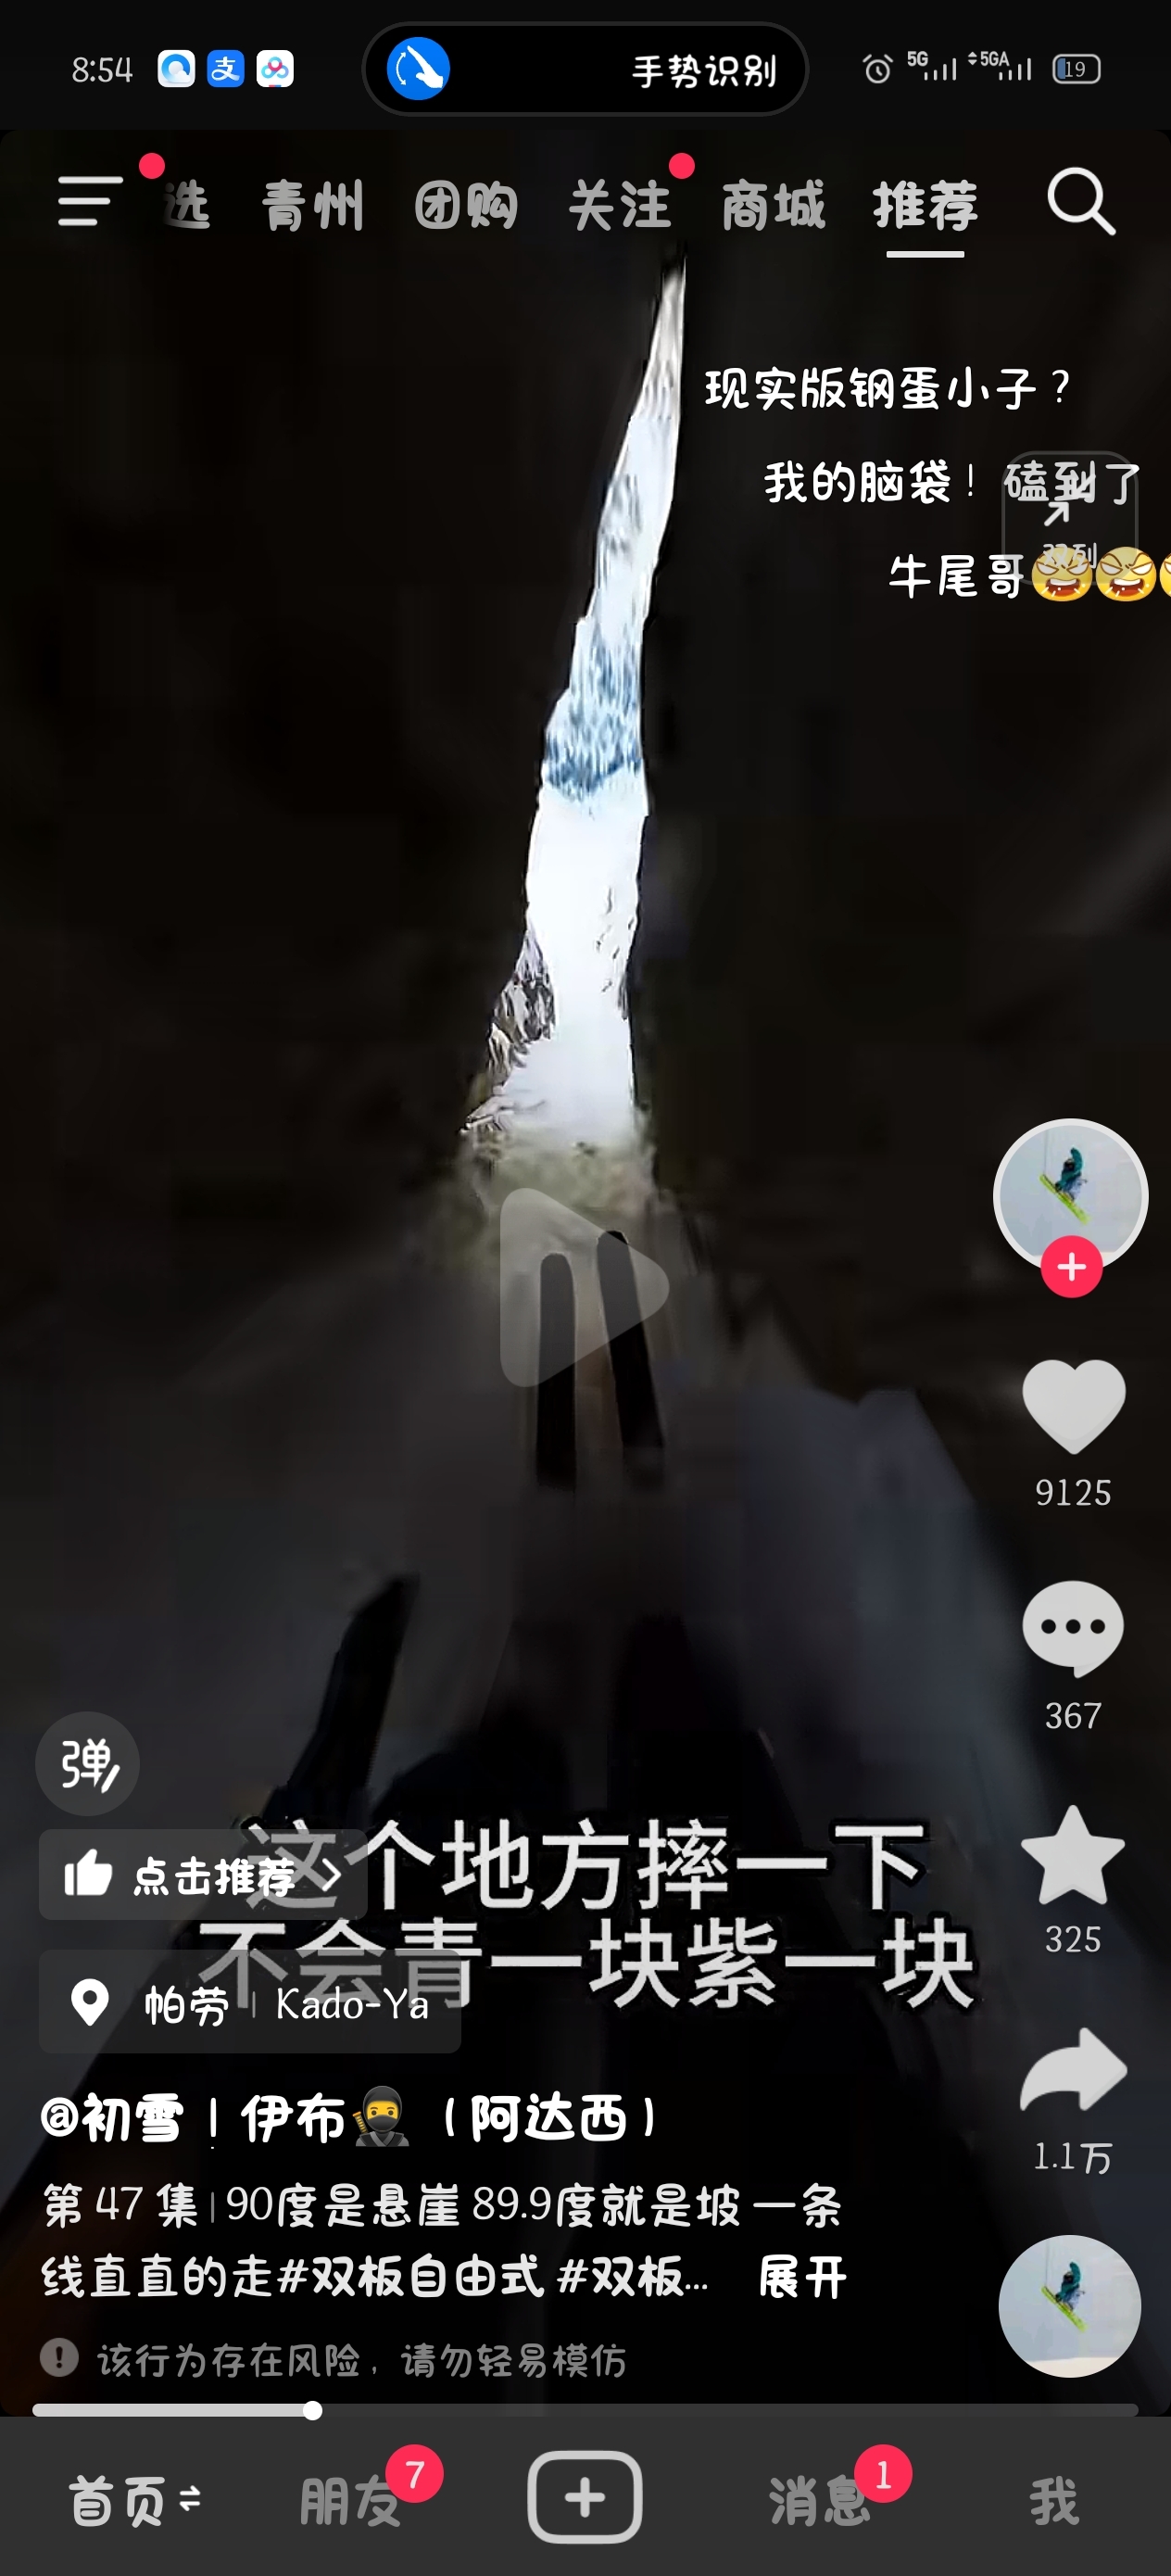 8:54
手势识别
5G
5GA
19
选 青州 团购 关注 商城 推荐
现实版钢蛋小子？
我的脑袋！磕到了
双列
牛尾哥
9125
367
325
1.1万
弹
这个地方摔一下
点击推荐
不会青一块紫一块
帕劳 | Kado-Ya
@初雪｜伊布（阿达西）
第 47 集 | 90度是悬崖 89.9度就是坡 一条
线直直的走#双板自由式 #双板... 展开
该行为存在风险，请勿轻易模仿
首页 朋友 7 消息 1 我